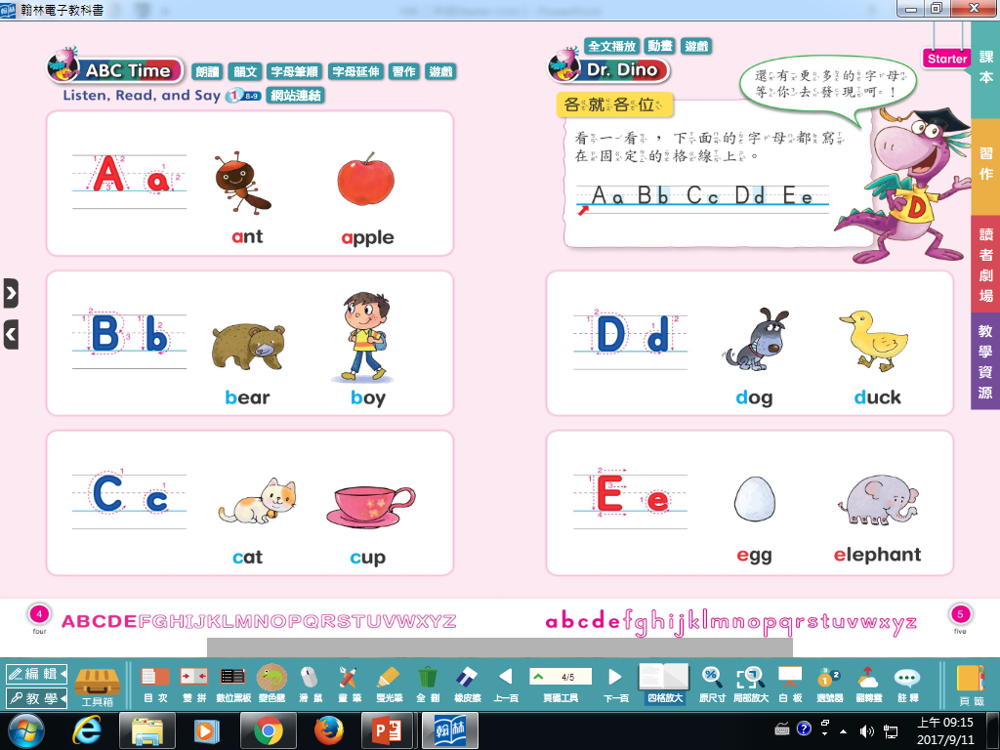 翰林電子教科書
ABC Time
朗讀 韻文 字母筆順 字母延伸 習作 遊戲
Listen, Read, and Say 1 8-9 網站連結
A a
ant apple
B b
bear boy
C c
cat cup
全文播放 動畫 遊戲
Dr. Dino
Starter
還有更多的字母
等你去發現呵！
各就各位
看一看，下面的字母都寫
在固定的格線上。
Aa Bb Cc Dd Ee
D
D d
dog duck
E e
egg elephant
課本
習作
讀者劇場
教學資源
4
four
ABCDEFGHIJKLMNOPQRSTUVWXYZ
abcdefghijklmnopqrstuvwxyz
5
five
編輯
教學
工具箱
目次 雙拼 數位黑板 變色龍 滑鼠 畫筆 螢光筆 全刪 橡皮擦 上一頁 4/5 頁碼工具 下一頁 四格放大 原尺寸 局部放大 白板 選號器 翻轉雲 註釋 頁籤
翰林
上午 09:15
2017/9/11